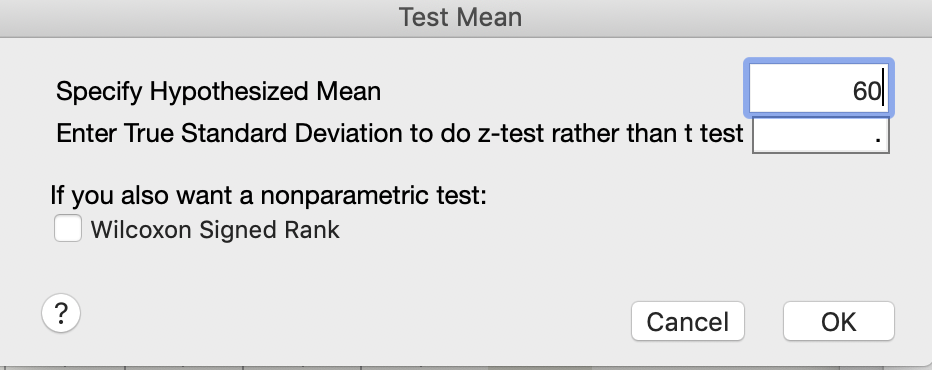 Test Mean
Specify Hypothesized Mean 60
Enter True Standard Deviation to do z-test rather than t test .
If you also want a nonparametric test:
Wilcoxon Signed Rank
? Cancel OK